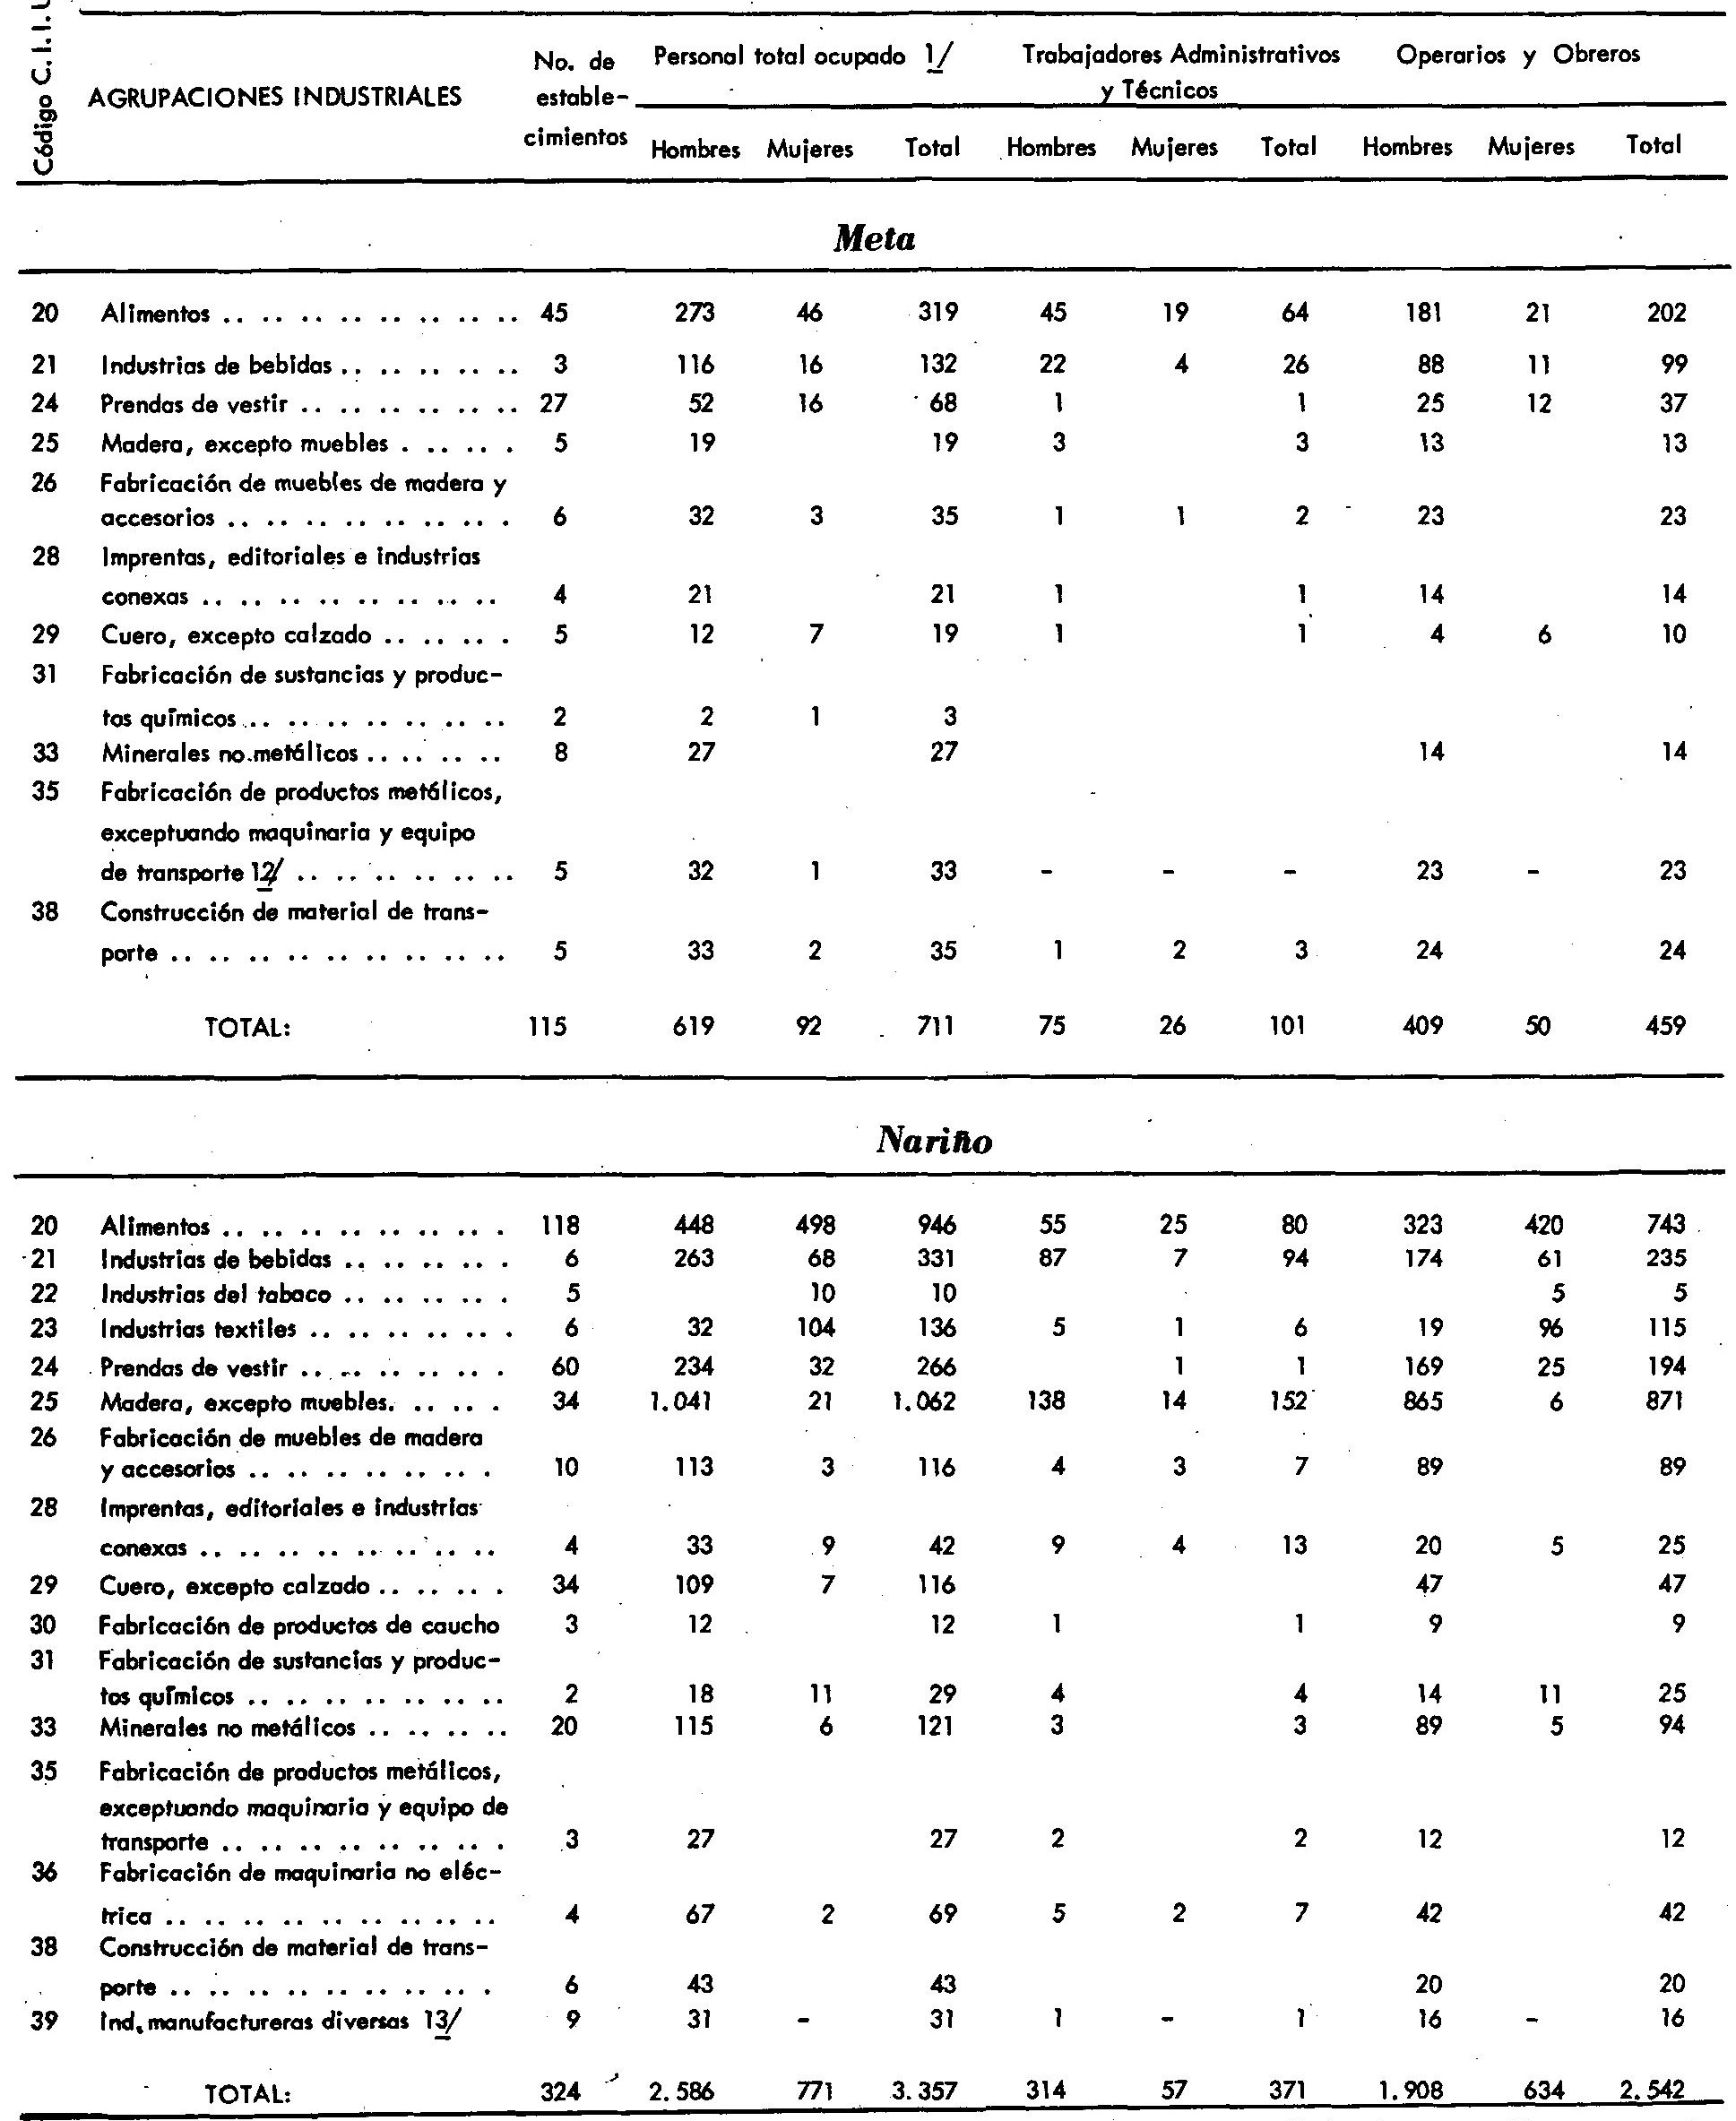 Código C.I.I.U
AGRUPACIONES INDUSTRIALES
No. de estable- cimientos
Personal total ocupado 1/
Trabajadores Administrativos y Técnicos
Operarios y Obreros
Hombres Mujeres Total Hombres Mujeres Total Hombres Mujeres Total
Meta
20 Alimentos .. .. .. .. .. .. .. .. 45 273 46 319 45 19 64 181 21 202
21 Industrias de bebidas .. .. .. .. .. 3 116 16 132 22 4 26 88 11 99
24 Prendas de vestir .. .. .. .. .. .. 27 52 16 68 1 1 25 12 37
25 Madera, excepto muebles . .. .. . 5 19 19 3 3 13 13
26 Fabricación de muebles de madera y
accesorios .. .. .. .. .. .. .. . 6 32 3 35 1 1 2 23 23
28 Imprentas, editoriales e industrias
conexas .. .. .. .. .. .. .. .. 4 21 21 1 1 14 14
29 Cuero, excepto calzado .. .. .. . 5 12 7 19 1 1 4 6 10
31 Fabricación de sustancias y produc-
tos químicos .. .. .. .. .. .. .. 2 2 1 3
33 Minerales no metálicos .. .. .. .. 8 27 27 14 14
35 Fabricación de productos metálicos,
exceptuando maquinaria y equipo
de transporte 12/ .. .. .. .. .. .. 5 32 1 33 - - - 23 - 23
38 Construcción de material de trans-
porte .. .. .. .. .. .. .. .. .. 5 33 2 35 1 2 3 24 24
TOTAL: 115 619 92 711 75 26 101 409 50 459
Nariño
20 Alimentos .. .. .. .. .. .. .. . 118 448 498 946 55 25 80 323 420 743
21 Industrias de bebidas .. .. .. .. . 6 263 68 331 87 7 94 174 61 235
22 Industrias del tabaco .. .. .. .. . 5 10 10 5 5
23 Industrias textiles .. .. .. .. .. . 6 32 104 136 5 1 6 19 96 115
24 Prendas de vestir .. .. .. .. .. . 60 234 32 266 1 1 169 25 194
25 Madera, excepto muebles. .. .. . 34 1.041 21 1.062 138 14 152 865 6 871
26 Fabricación de muebles de madera
y accesorios .. .. .. .. .. .. . 10 113 3 116 4 3 7 89 89
28 Imprentas, editoriales e industrias
conexas .. .. .. .. .. .. .. .. 4 33 9 42 9 4 13 20 5 25
29 Cuero, excepto calzado .. .. .. . 34 109 7 116 47 47
30 Fabricación de productos de caucho 3 12 12 1 1 9 9
31 Fabricación de sustancias y produc-
tos químicos .. .. .. .. .. .. .. 2 18 11 29 4 4 14 11 25
33 Minerales no metálicos .. .. .. .. 20 115 6 121 3 3 89 5 94
35 Fabricación de productos metálicos,
exceptuando maquinaria y equipo de
transporte .. .. .. .. .. .. .. . 3 27 27 2 2 12 12
36 Fabricación de maquinaria no eléc-
trica .. .. .. .. .. .. .. .. .. 4 67 2 69 5 2 7 42 42
38 Construcción de material de trans-
porte .. .. .. .. .. .. .. .. . 6 43 43 20 20
39 Ind. manufactureras diversas 13/ 9 31 - 31 1 - 1 16 - 16
TOTAL: 324 2.586 771 3.357 314 57 371 1.908 634 2.542